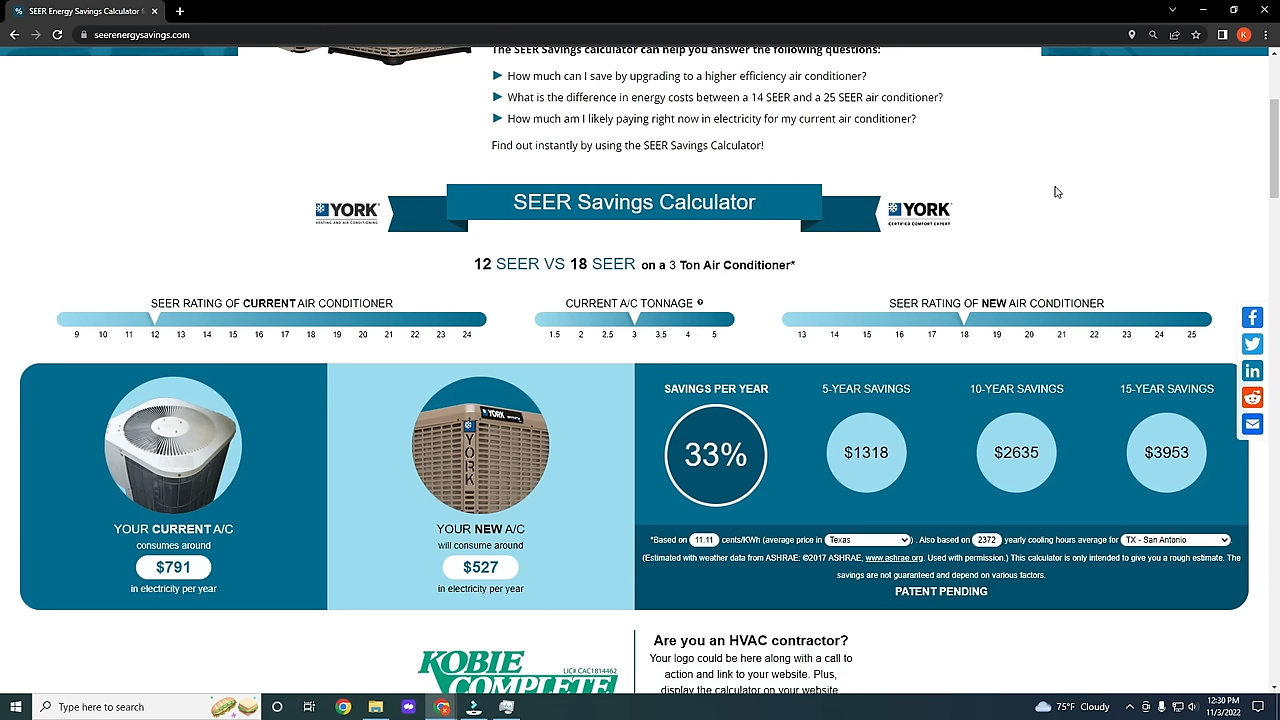 SEER Energy Savings Calculator
seerenergysavings.com
K
The SEER Savings calculator can help you answer the following questions:
How much can I save by upgrading to a higher efficiency air conditioner?
What is the difference in energy costs between a 14 SEER and a 25 SEER air conditioner?
How much am I likely paying right now in electricity for my current air conditioner?
Find out instantly by using the SEER Savings Calculator!
YORK
HEATING AND AIR CONDITIONING
SEER Savings Calculator
YORK
CERTIFIED COMFORT EXPERT
12 SEER VS 18 SEER on a 3 Ton Air Conditioner*
SEER RATING OF CURRENT AIR CONDITIONER
9 10 11 12 13 14 15 16 17 18 19 20 21 22 23 24
CURRENT A/C TONNAGE ?
1.5 2 2.5 3 3.5 4 5
SEER RATING OF NEW AIR CONDITIONER
13 14 15 16 17 18 19 20 21 22 23 24 25
YORK
YORK
YOUR CURRENT A/C
consumes around
$791
in electricity per year
YOUR NEW A/C
will consume around
$527
in electricity per year
SAVINGS PER YEAR
33%
5-YEAR SAVINGS
$1318
10-YEAR SAVINGS
$2635
15-YEAR SAVINGS
$3953
*Based on 11.11 cents/KWh (average price in Texas). Also based on 2372 yearly cooling hours average for TX - San Antonio.
(Estimated with weather data from ASHRAE: ©2017 ASHRAE, www.ashrae.org. Used with permission.) This calculator is only intended to give you a rough estimate. The
savings are not guaranteed and depend on various factors.
PATENT PENDING
KOBIE
LIC# CAC1814462
COMPLETE
Are you an HVAC contractor?
Your logo could be here along with a call to
action and link to your website. Plus,
display the calculator on your website
Type here to search
75°F Cloudy
12:30 PM
11/3/2022